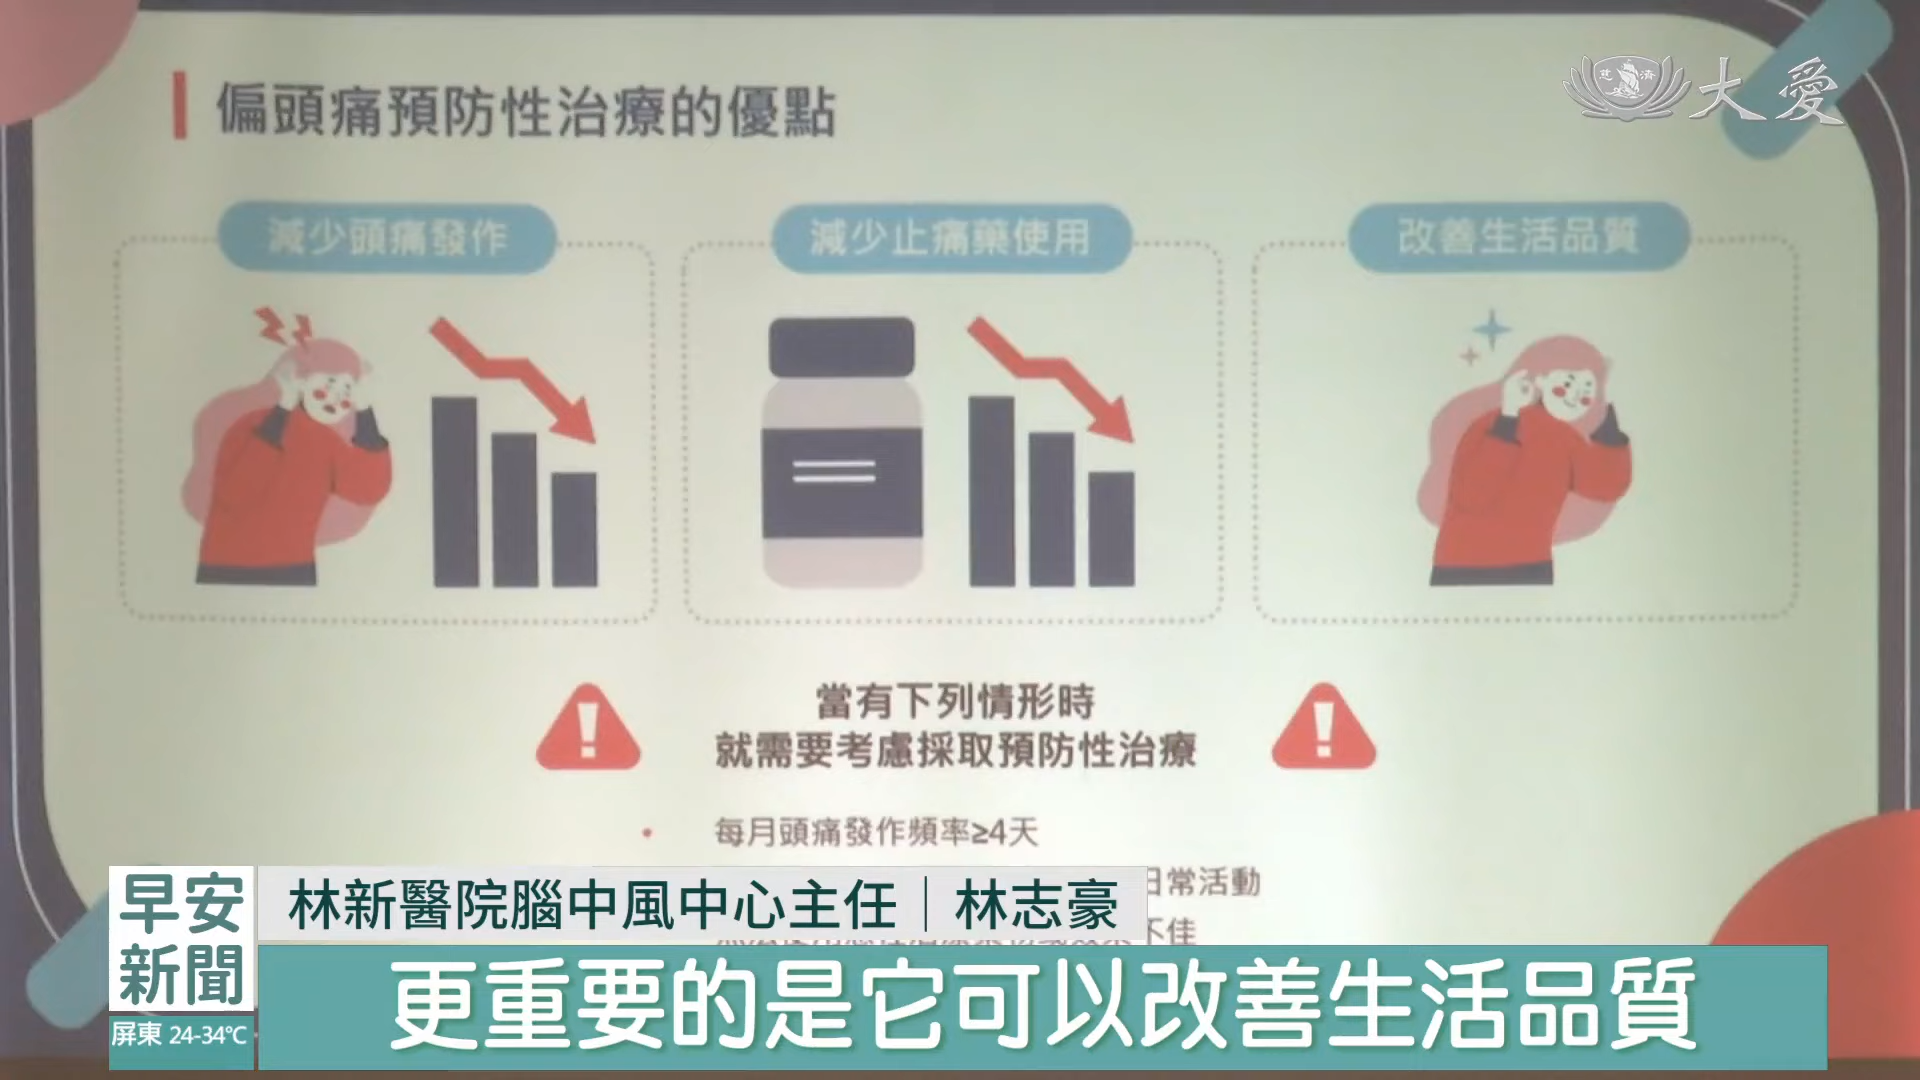 偏頭痛預防性治療的優點
慈濟
大愛
減少頭痛發作
減少止痛藥使用
改善生活品質
當有下列情形時
就需要考慮採取預防性治療
每月頭痛發作頻率≥4天
日常活動
不佳
早安
新聞
林新醫院腦中風中心主任｜林志豪
屏東 24-34℃
更重要的是它可以改善生活品質